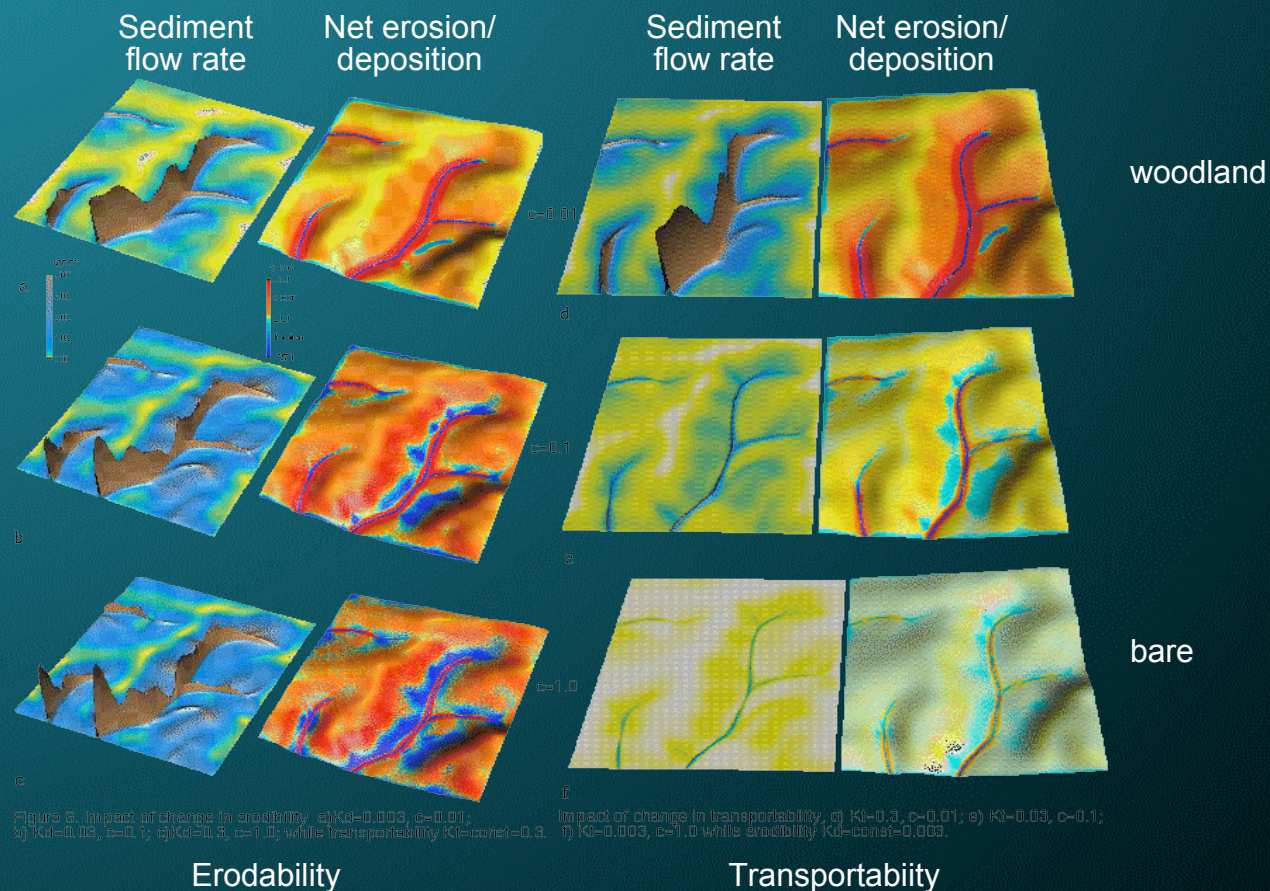 Sediment
flow rate
Net erosion/
deposition
Sediment
flow rate
Net erosion/
deposition
woodland
c=0.01
a
d
c=0.1
b
e
bare
c=1.0
c
f
Figure 6. Impact of change in erodibility a)Kd=0.003, c=0.01;
b) Kd=0.03, c=0.1; c)Kd=0.3, c=1.0; while transportability Kt=const=0.3.
Impact of change in transportability, d) Kt=0.3, c=0.01; e) Kt=0.03, c=0.1;
f) Kt=0.003, c=1.0 while erodibility Kd=const=0.003.
Erodability
Transportabiity